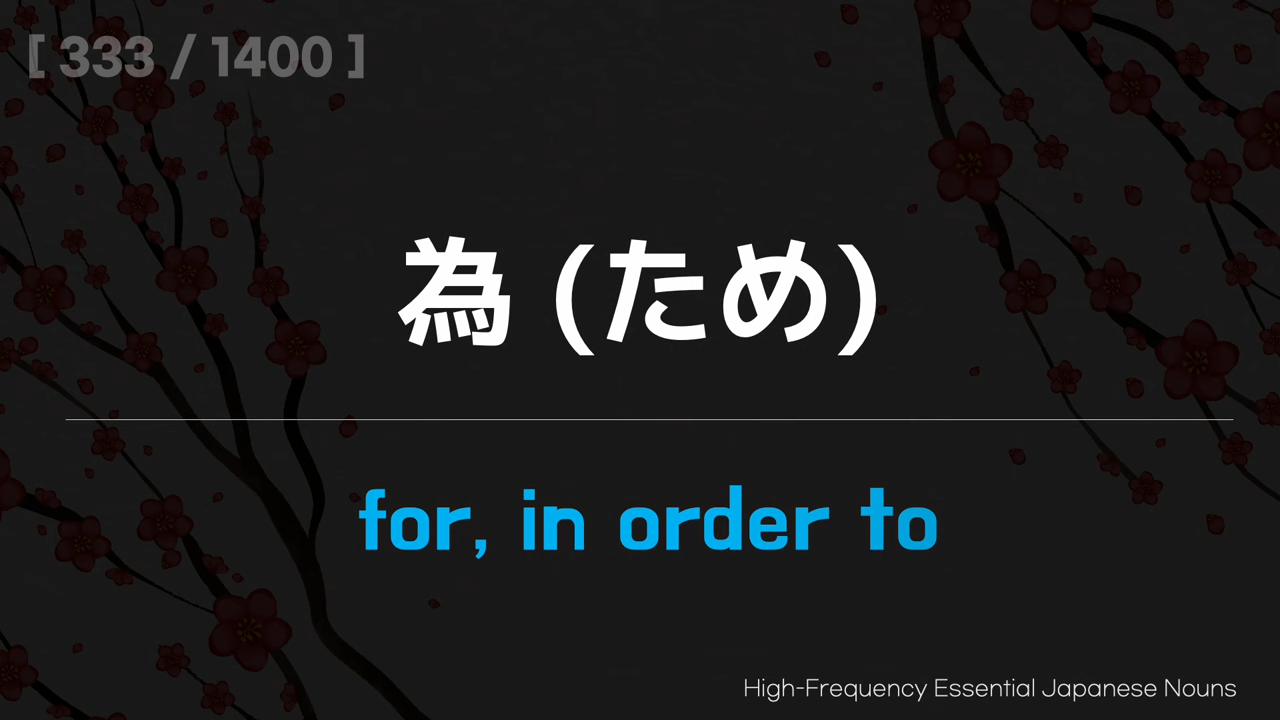 [ 333 / 1400 ]
為 (ため)
for, in order to
High-Frequency Essential Japanese Nouns